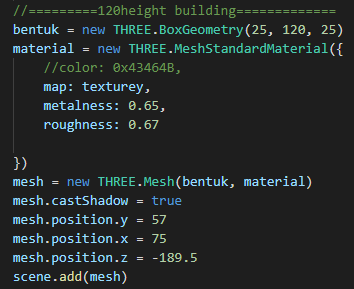 //=========120height building=============
bentuk = new THREE.BoxGeometry(25, 120, 25)
material = new THREE.MeshStandardMaterial({
    //color: 0x43464B,
    map: texturey,
    metalness: 0.65,
    roughness: 0.67

})
mesh = new THREE.Mesh(bentuk, material)
mesh.castShadow = true
mesh.position.y = 57
mesh.position.x = 75
mesh.position.z = -189.5
scene.add(mesh)